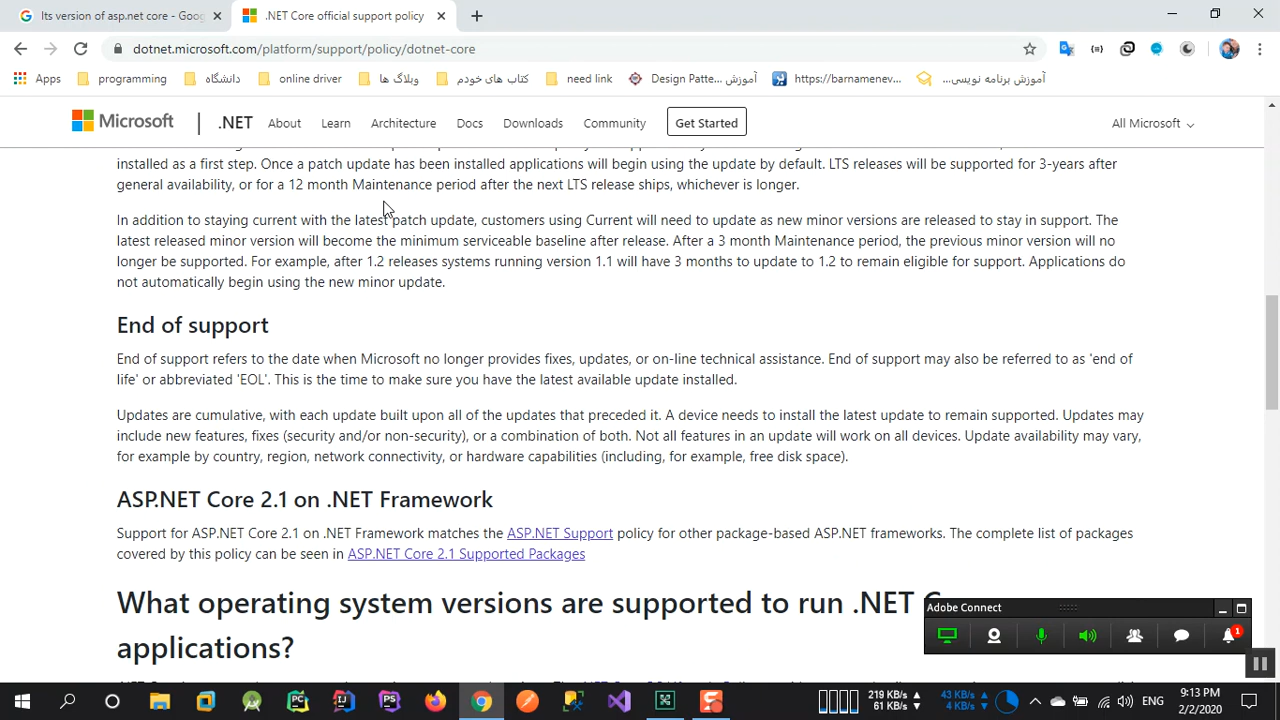 Its version of asp.net core - Goog
.NET Core official support policy
dotnet.microsoft.com/platform/support/policy/dotnet-core
Apps
programming
دانشگاه
online driver
وبلاگ ها
کتاب های خودم
need link
آموزش Design Patte...
https://barnamenev...
آموزش برنامه نویسی...
Microsoft | .NET About Learn Architecture Docs Downloads Community Get Started All Microsoft
installed as a first step. Once a patch update has been installed applications will begin using the update by default. LTS releases will be supported for 3-years after
general availability, or for a 12 month Maintenance period after the next LTS release ships, whichever is longer.
In addition to staying current with the latest patch update, customers using Current will need to update as new minor versions are released to stay in support. The
latest released minor version will become the minimum serviceable baseline after release. After a 3 month Maintenance period, the previous minor version will no
longer be supported. For example, after 1.2 releases systems running version 1.1 will have 3 months to update to 1.2 to remain eligible for support. Applications do
not automatically begin using the new minor update.
End of support
End of support refers to the date when Microsoft no longer provides fixes, updates, or on-line technical assistance. End of support may also be referred to as 'end of
life' or abbreviated 'EOL'. This is the time to make sure you have the latest available update installed.
Updates are cumulative, with each update built upon all of the updates that preceded it. A device needs to install the latest update to remain supported. Updates may
include new features, fixes (security and/or non-security), or a combination of both. Not all features in an update will work on all devices. Update availability may vary,
for example by country, region, network connectivity, or hardware capabilities (including, for example, free disk space).
ASP.NET Core 2.1 on .NET Framework
Support for ASP.NET Core 2.1 on .NET Framework matches the ASP.NET Support policy for other package-based ASP.NET frameworks. The complete list of packages
covered by this policy can be seen in ASP.NET Core 2.1 Supported Packages
What operating system versions are supported to run .NET C
applications?
Adobe Connect
1
PC
IJ
PS
219 KB/s
61 KB/s
43 KB/s
4 KB/s
ENG
9:13 PM
2/2/2020